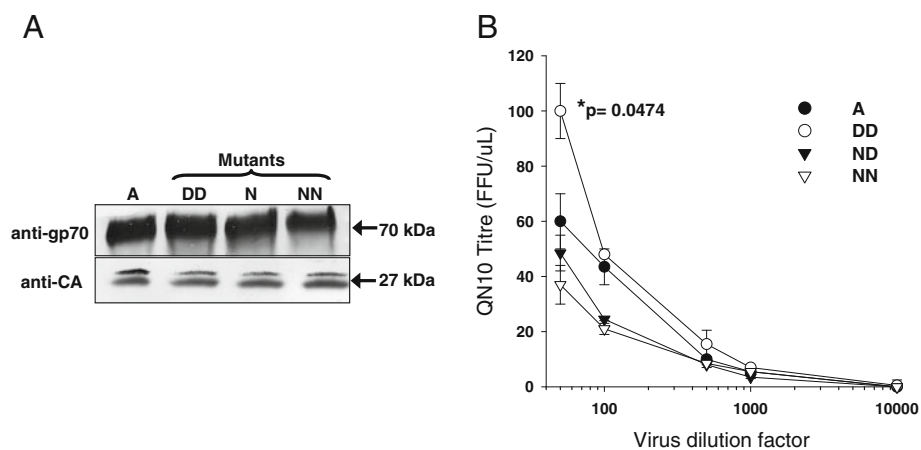 A
Mutants
A DD N NN
anti-gp70
70 kDa
anti-CA
27 kDa
B
120
100
80
60
40
20
0
QN10 Titre (FFU/uL)
*p= 0.0474
A
DD
ND
NN
100 1000 10000
Virus dilution factor